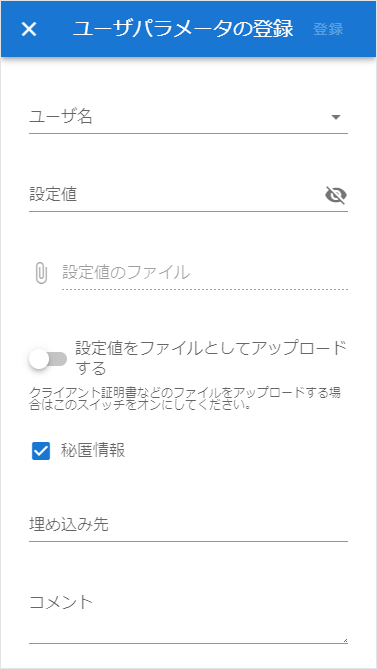 ユーザパラメータの登録 登録
ユーザ名
設定値
設定値のファイル
設定値をファイルとしてアップロード
する
クライアント証明書などのファイルをアップロードする場
合はこのスイッチをオンにしてください。
秘匿情報
埋め込み先
コメント